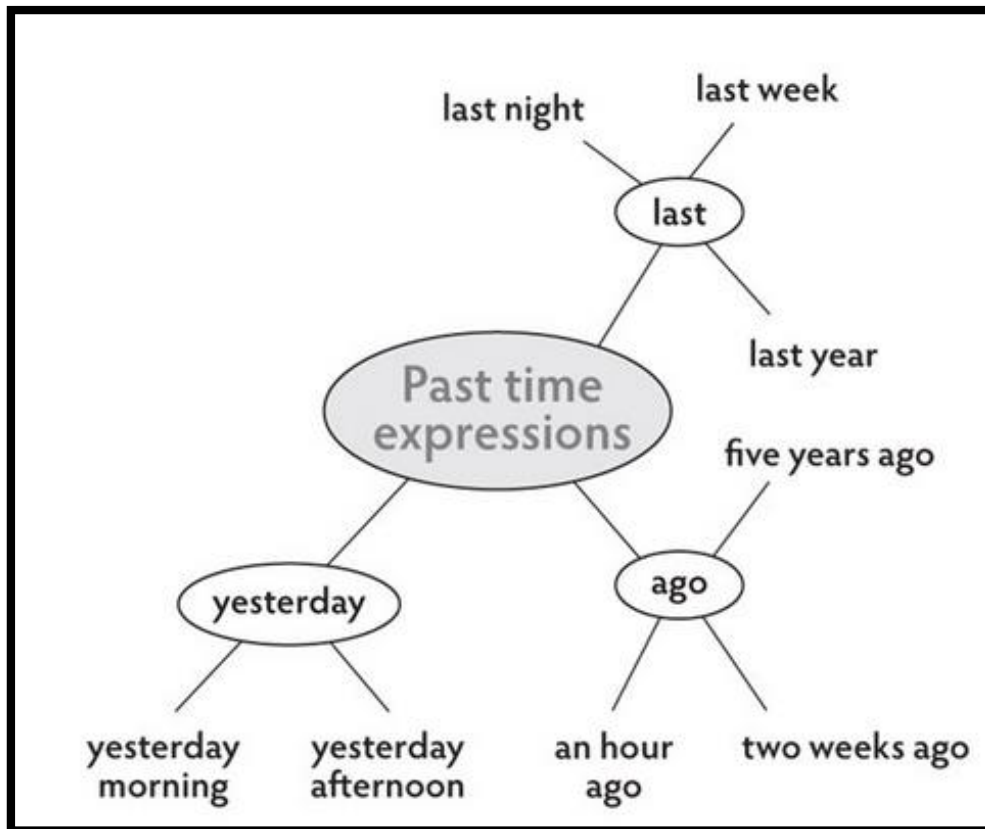 last night
last week
last
last year
Past time
expressions
five years ago
yesterday
ago
yesterday
morning
yesterday
afternoon
an hour
ago
two weeks ago